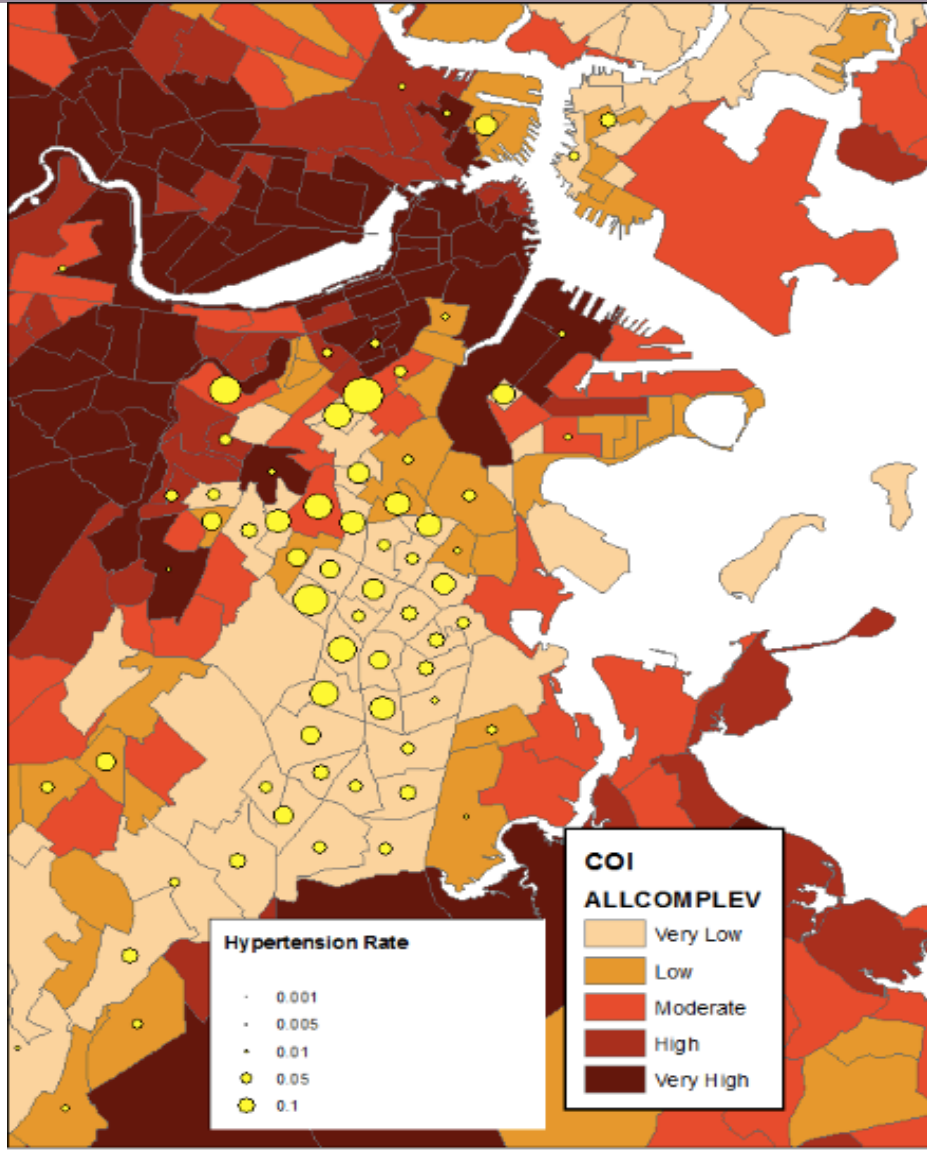 COI
ALLCOMPLEV
Very Low
Low
Moderate
High
Very High
Hypertension Rate
0.001
0.005
0.01
0.05
0.1